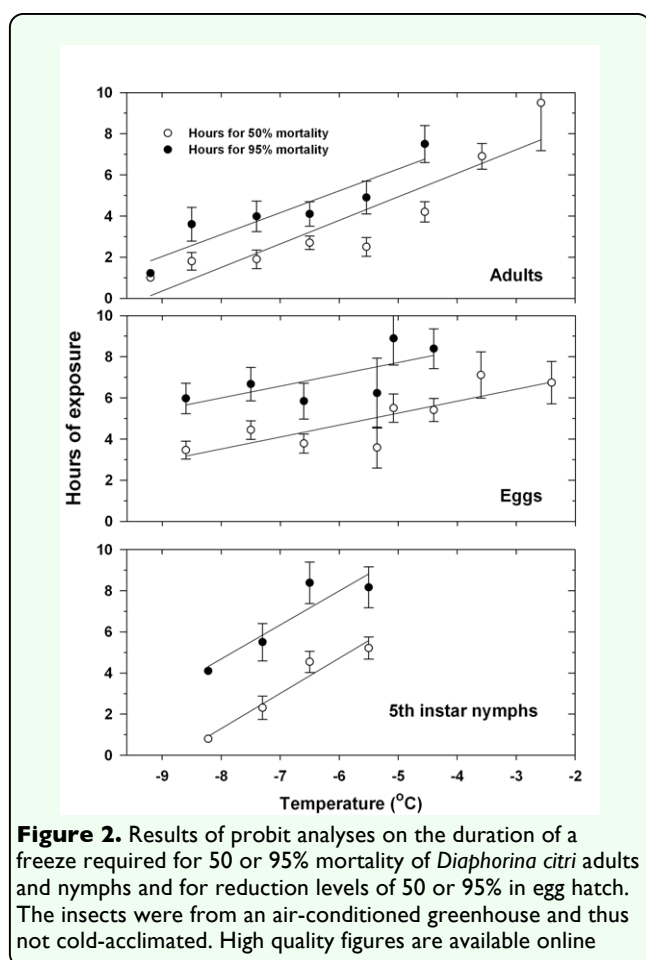 10
8
6
4
2
0
Hours for 50% mortality
Hours for 95% mortality
Adults
10
8
6
4
2
0
Eggs
Hours of exposure
10
8
6
4
2
0
5th instar nymphs
-9 -8 -7 -6 -5 -4 -3 -2
Temperature (°C)
Figure 2. Results of probit analyses on the duration of a
freeze required for 50 or 95% mortality of Diaphorina citri adults
and nymphs and for reduction levels of 50 or 95% in egg hatch.
The insects were from an air-conditioned greenhouse and thus
not cold-acclimated. High quality figures are available online